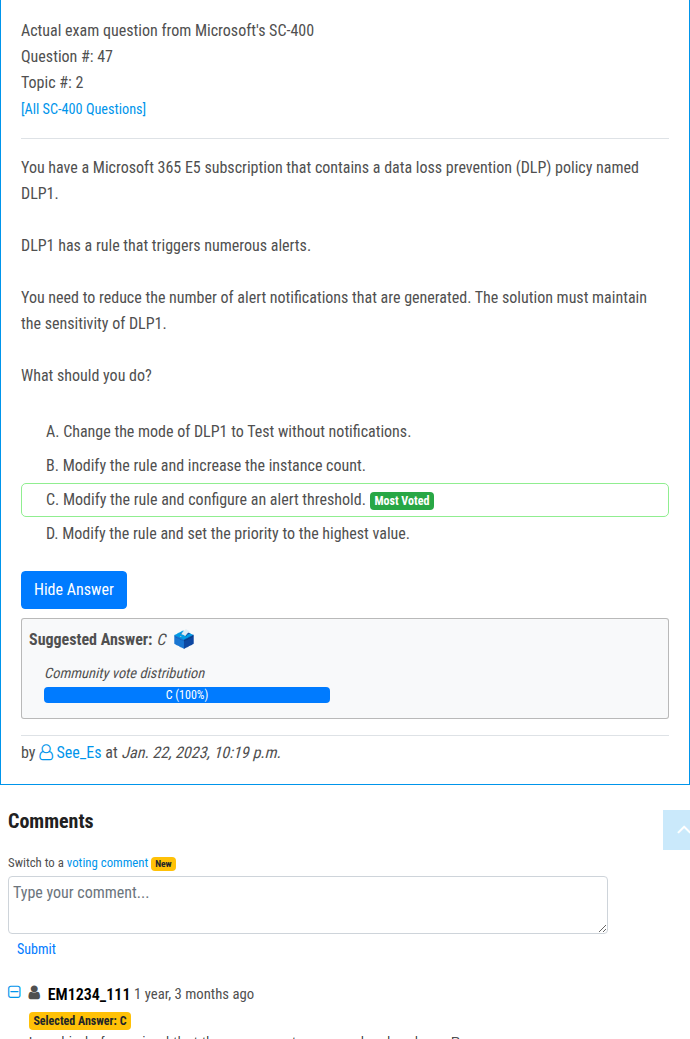 Actual exam question from Microsoft's SC-400
Question #: 47
Topic #: 2
[All SC-400 Questions]
You have a Microsoft 365 E5 subscription that contains a data loss prevention (DLP) policy named
DLP1.
DLP1 has a rule that triggers numerous alerts.
You need to reduce the number of alert notifications that are generated. The solution must maintain
the sensitivity of DLP1.
What should you do?
A. Change the mode of DLP1 to Test without notifications.
B. Modify the rule and increase the instance count.
C. Modify the rule and configure an alert threshold. Most Voted
D. Modify the rule and set the priority to the highest value.
Hide Answer
Suggested Answer: C
Community vote distribution
C (100%)
by See_Es at Jan. 22, 2023, 10:19 p.m.
Comments
Switch to a voting comment New
Type your comment...
Submit
EM1234_111 1 year, 3 months ago
Selected Answer: C